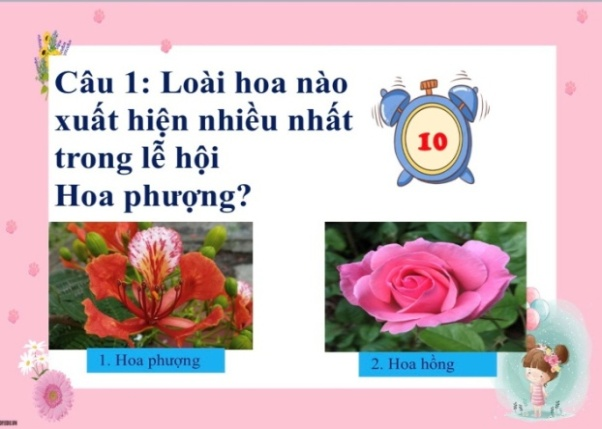 Câu 1: Loài hoa nào
xuất hiện nhiều nhất
trong lễ hội
Hoa phượng?
10
1. Hoa phượng
2. Hoa hồng